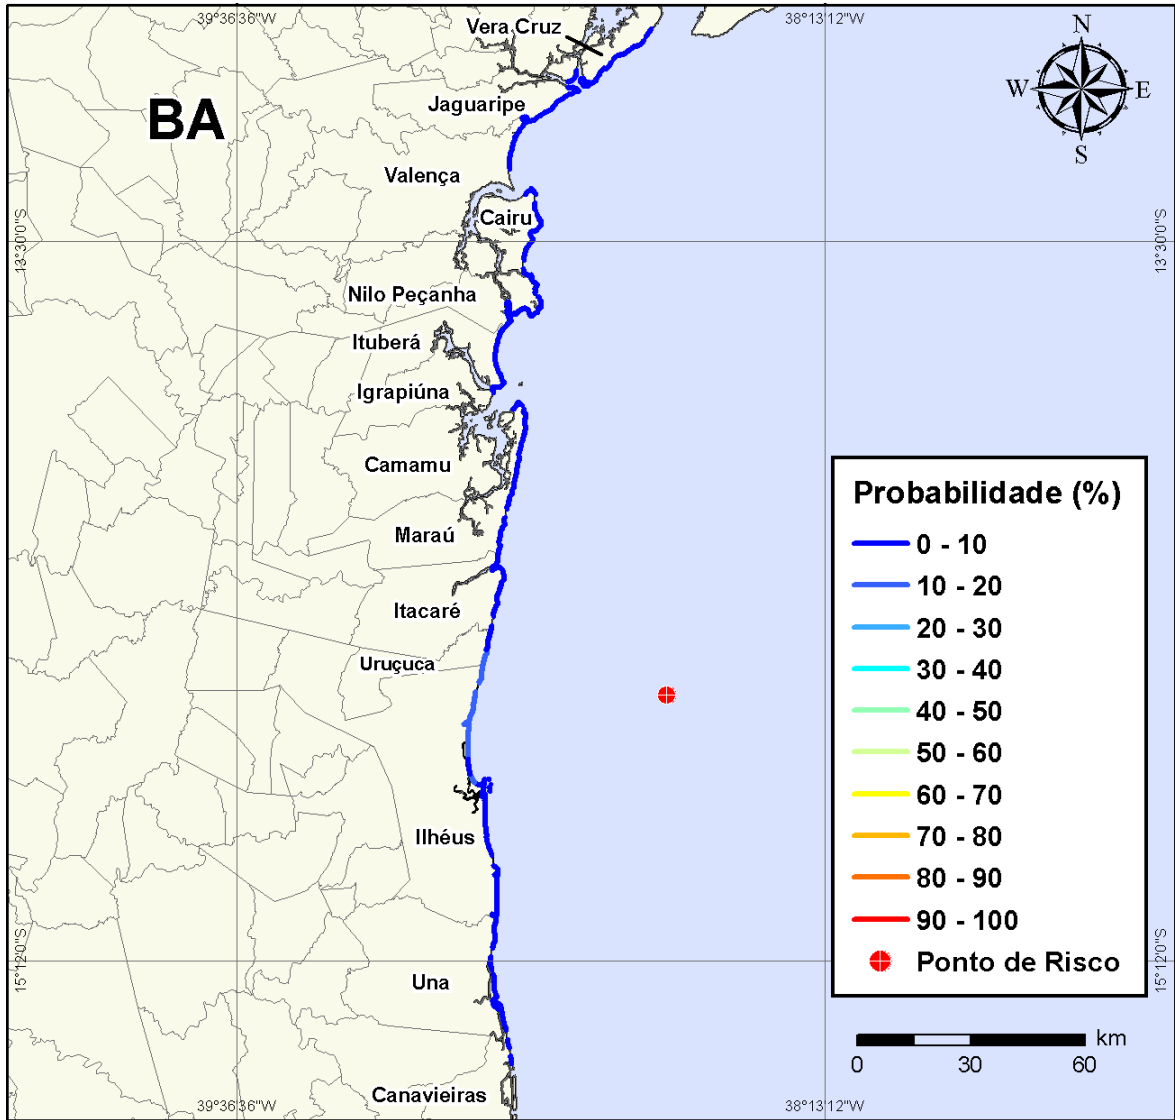 39°36'36"W
38°13'12"W
Vera Cruz
N
W
E
S
BA
Jaguaripe
Valença
Cairu
13°30'0"S
13°30'0"S
Nilo Peçanha
Ituberá
Igrapiúna
Camamu
Maraú
Itacaré
Uruçuca
Ilhéus
Una
Canavieiras
15°12'0"S
15°12'0"S
Probabilidade (%)
0 - 10
10 - 20
20 - 30
30 - 40
40 - 50
50 - 60
60 - 70
70 - 80
80 - 90
90 - 100
Ponto de Risco
km
0
30
60
39°36'36"W
38°13'12"W